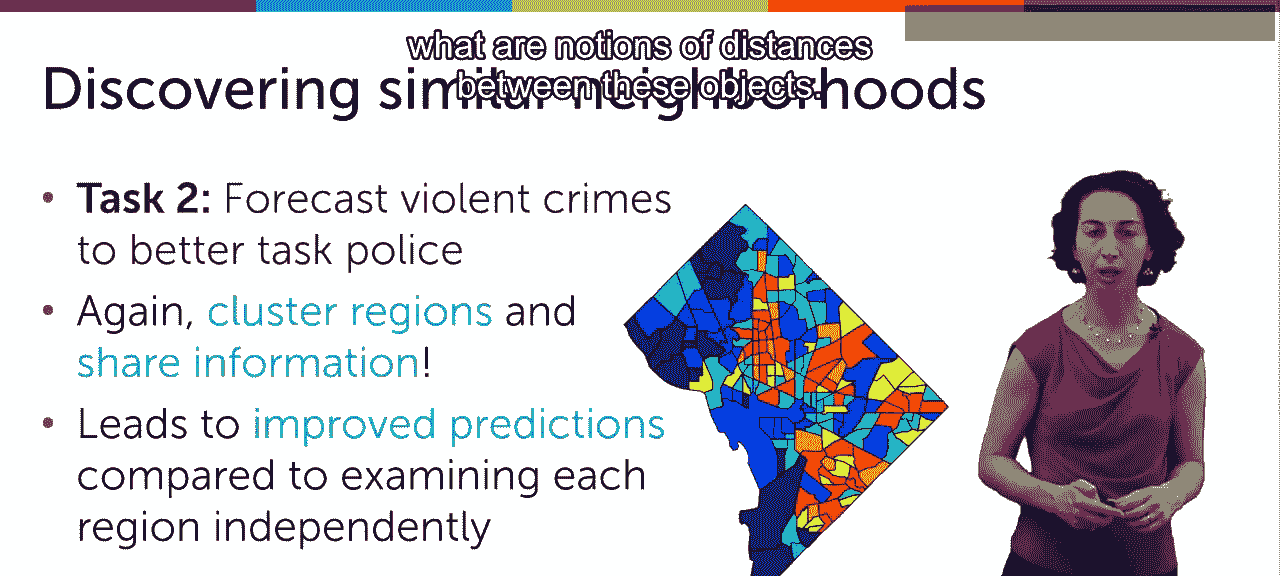 what are notions of distances
between these objects.
Discovering similar neighborhoods
• Task 2: Forecast violent crimes
to better task police
• Again, cluster regions and
share information!
• Leads to improved predictions
compared to examining each
region independently